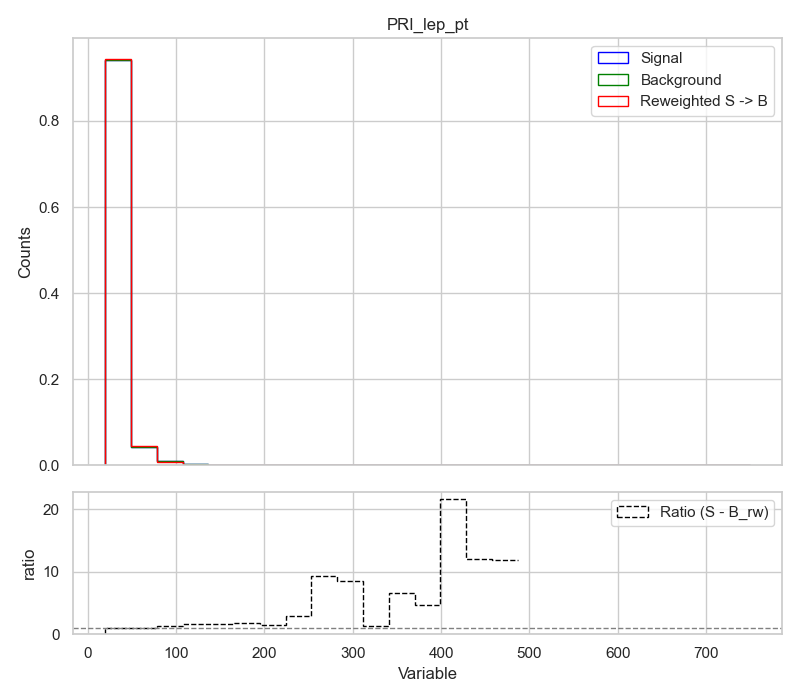 PRI_lep_pt
Signal
Background
Reweighted S -> B
Counts
0.8
0.6
0.4
0.2
0.0
Ratio (S - B_rw)
ratio
20
10
0
0 100 200 300 400 500 600 700
Variable